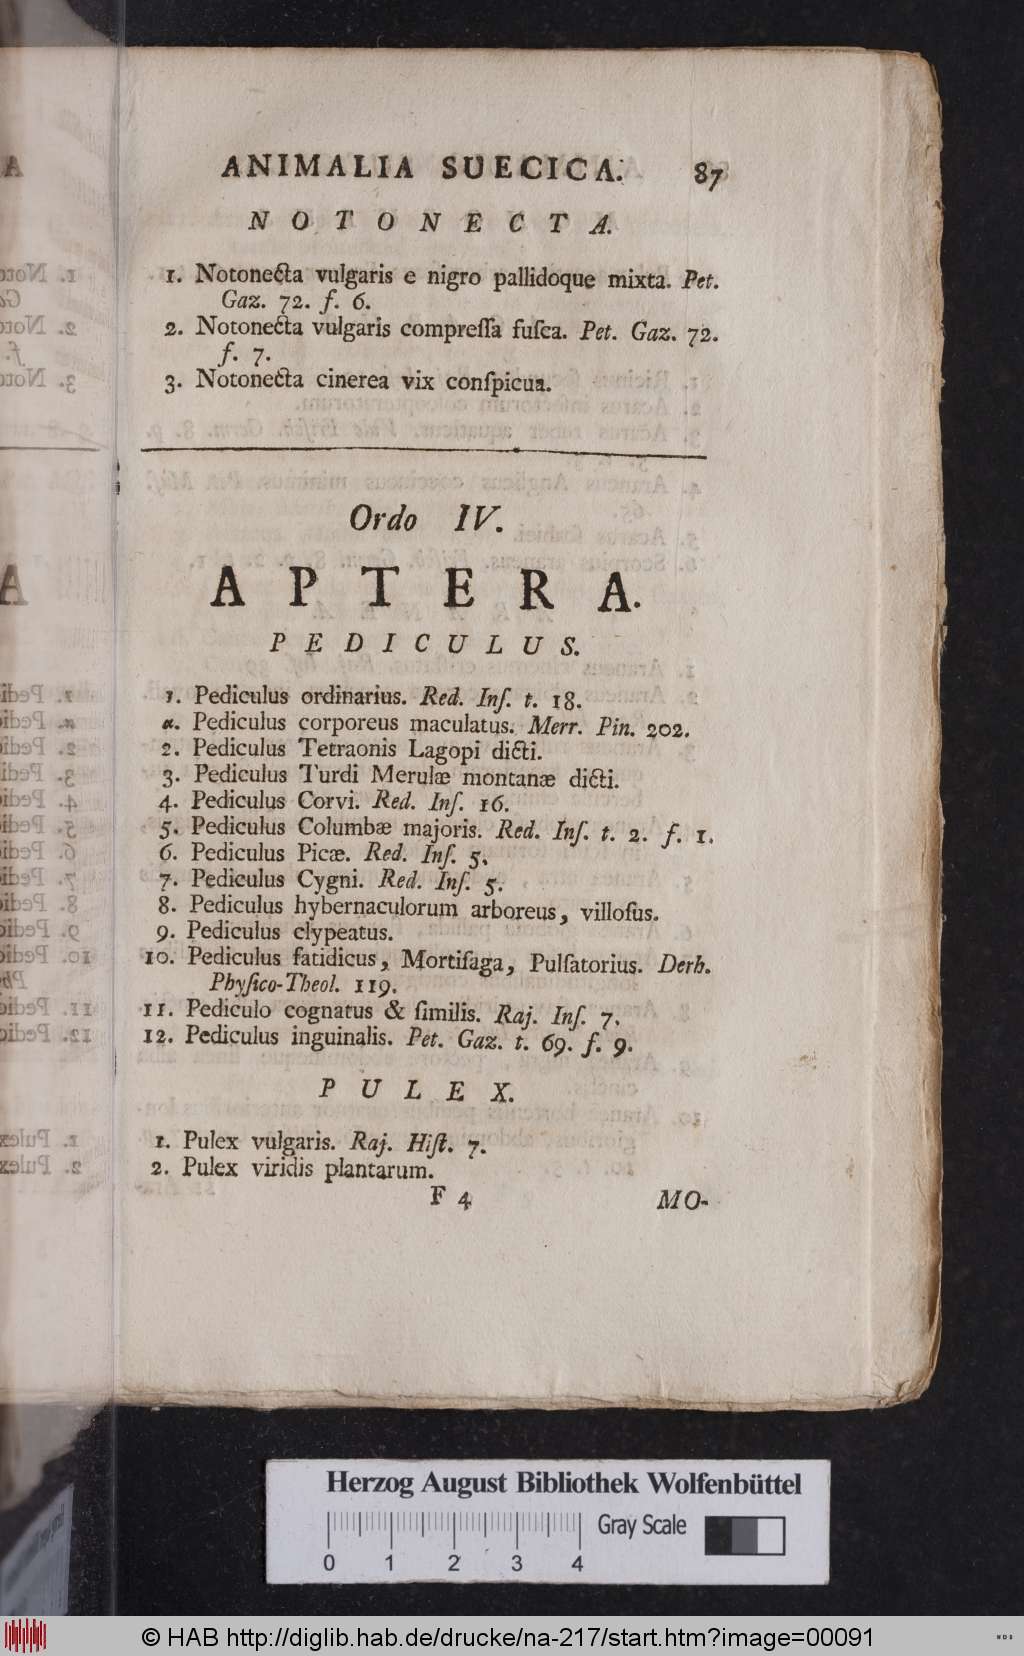 ANIMALIA SUECICA. 87
NOTONECTA.
1. Notonecta vulgaris e nigro pallidoque mixta. Pet.
Gaz. 72. f. 6.
2. Notonecta vulgaris compreſſa fuſca. Pet. Gaz. 72.
f. 7.
3. Notonecta cinerea vix conſpicua.
Ordo IV.
APTERA.
PEDICULUS.
1. Pediculus ordinarius. Red. Inſ. t. 18.
α. Pediculus corporeus maculatus. Merr. Pin. 202.
2. Pediculus Tetraonis Lagopi dicti.
3. Pediculus Turdi Merulæ montanæ dicti.
4. Pediculus Corvi. Red. Inſ. 16.
5. Pediculus Columbæ majoris. Red. Inſ. t. 2. f. 1.
6. Pediculus Picæ. Red. Inſ. 5.
7. Pediculus Cygni. Red. Inſ. 5.
8. Pediculus hybernaculorum arboreus, villoſus.
9. Pediculus clypeatus.
10. Pediculus fatidicus, Mortiſaga, Pulſatorius. Derh.
Phyſico-Theol. 119.
11. Pediculo cognatus & ſimilis. Raj. Inſ. 7.
12. Pediculus inguinalis. Pet. Gaz. t. 69. f. 9.
PULEX.
1. Pulex vulgaris. Raj. Hiſt. 7.
2. Pulex viridis plantarum.
F 4 MO-
Herzog August Bibliothek Wolfenbüttel
Gray Scale
0 1 2 3 4
© HAB http://diglib.hab.de/drucke/na-217/start.htm?image=00091